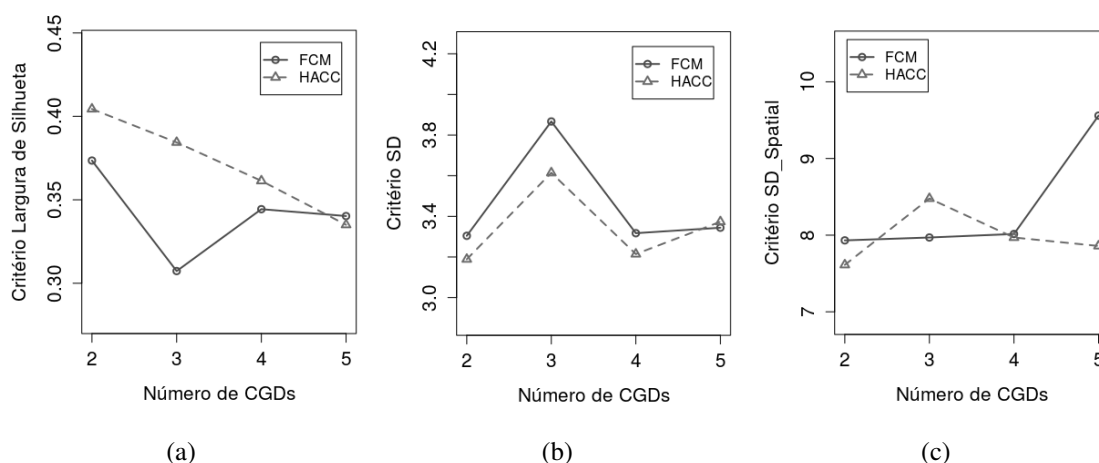 Critério Largura de Silhueta
0.45
0.40
0.35
0.30
FCM
HACC
2 3 4 5
Número de CGDs
(a)
Critério SD
4.2
3.8
3.4
3.0
FCM
HACC
2 3 4 5
Número de CGDs
(b)
Critério SD_Spatial
10
9
8
7
FCM
HACC
2 3 4 5
Número de CGDs
(c)